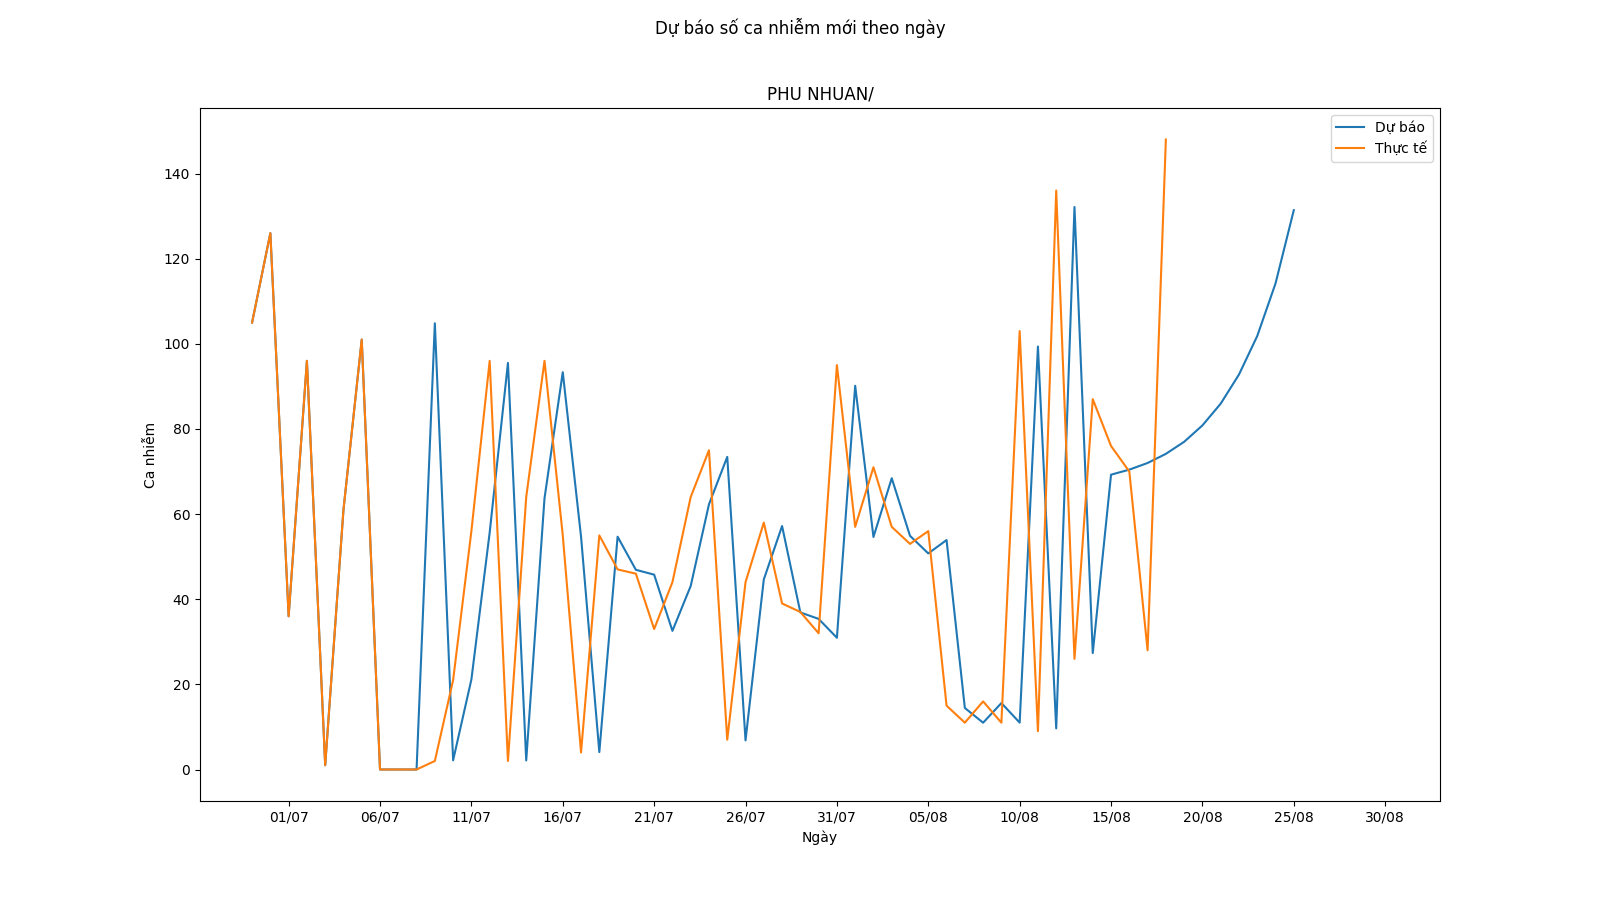 Dự báo số ca nhiễm mới theo ngày
PHU NHUAN/
Dự báo
Thực tế
140
120
100
80
60
40
20
0
Ca nhiễm
01/07 06/07 11/07 16/07 21/07 26/07 31/07 05/08 10/08 15/08 20/08 25/08 30/08
Ngày